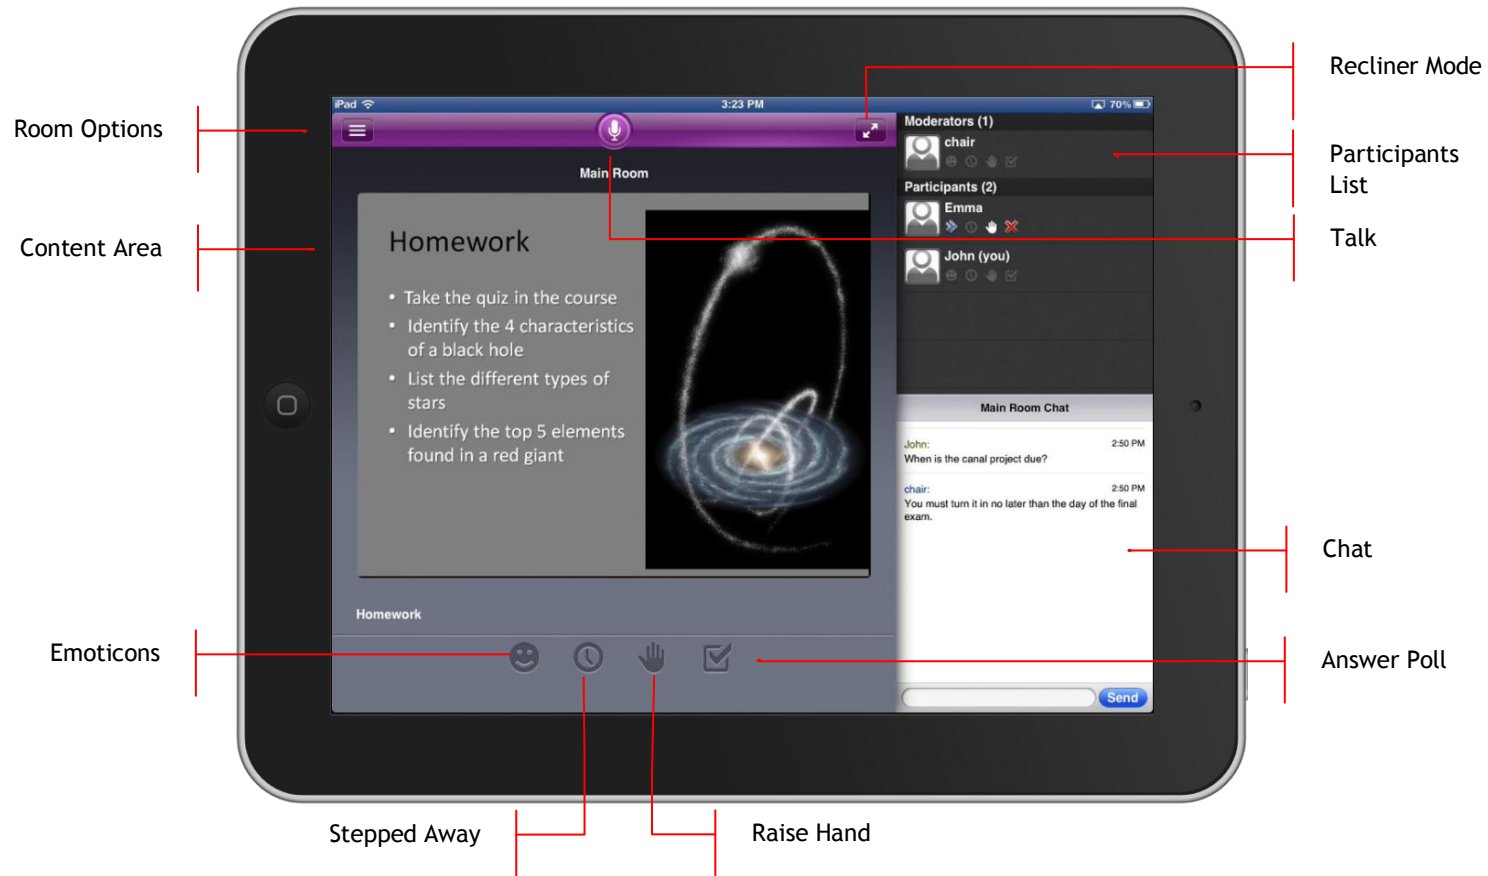 Recliner Mode
iPad
3:23 PM
70%
Room Options
Moderators (1)
chair
Participants
List
Main Room
Participants (2)
Emma
Talk
Content Area
Homework
John (you)
• Take the quiz in the course
• Identify the 4 characteristics
of a black hole
• List the different types of
stars
• Identify the top 5 elements
found in a red giant
Main Room Chat
John:
2:50 PM
When is the canal project due?
chair:
2:50 PM
You must turn it in no later than the day of the final
exam.
Chat
Homework
Emoticons
Answer Poll
Send
Stepped Away
Raise Hand